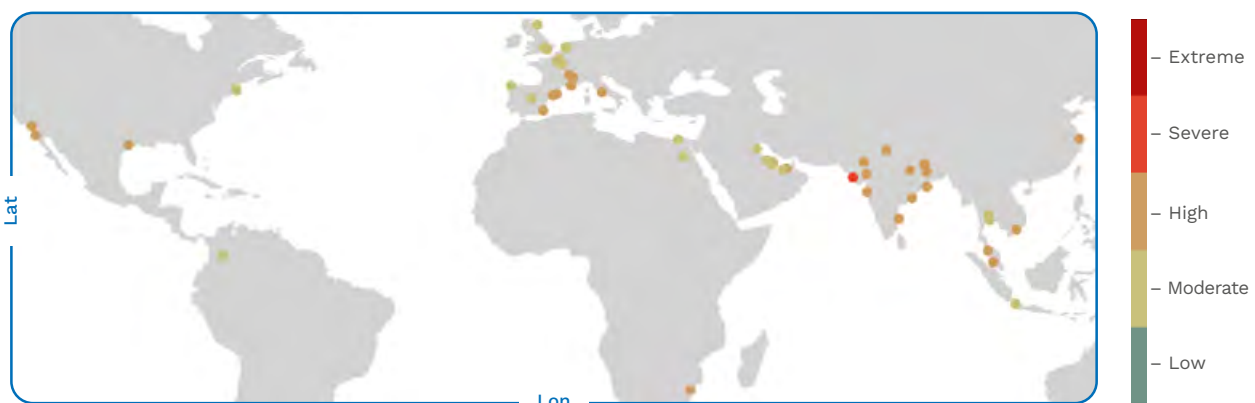 – Extreme
– Severe
– High
– Moderate
– Low
Lat
Lon